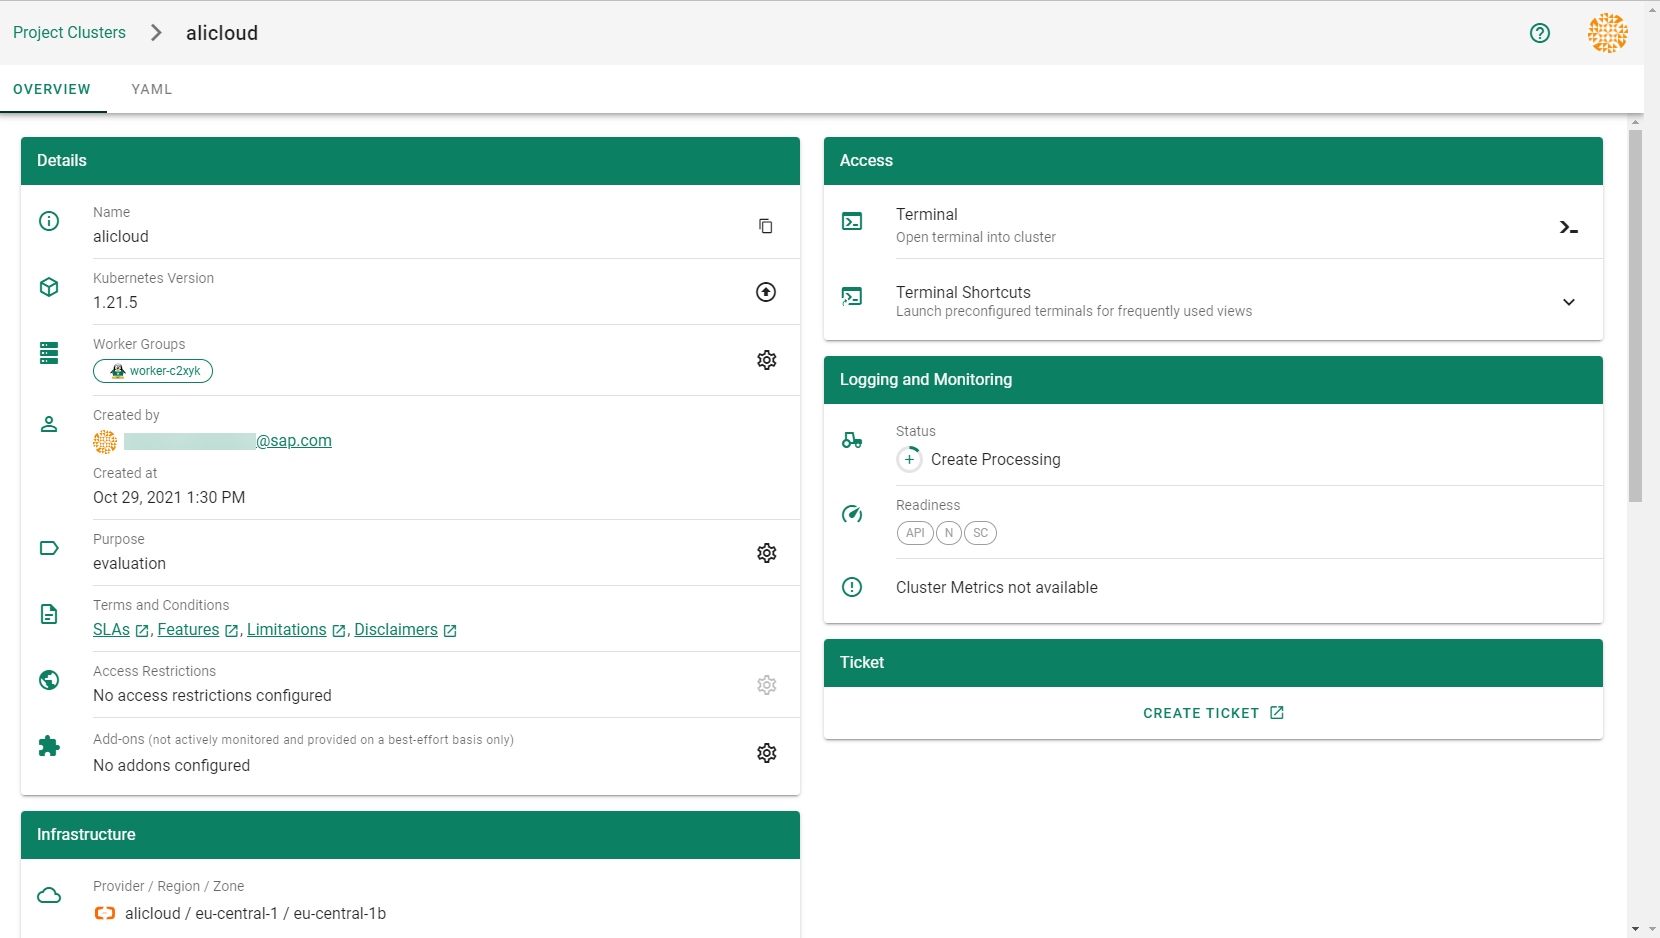 Project Clusters
alicloud
OVERVIEW
YAML
Details
Name
alicloud
Kubernetes Version
1.21.5
Worker Groups
worker-c2xyk
Created by
@sap.com
Created at
Oct 29, 2021 1:30 PM
Purpose
evaluation
Terms and Conditions
SLAs , Features , Limitations , Disclaimers
Access Restrictions
No access restrictions configured
Add-ons (not actively monitored and provided on a best-effort basis only)
No addons configured
Infrastructure
Provider / Region / Zone
alicloud / eu-central-1 / eu-central-1b
Access
Terminal
Open terminal into cluster
Terminal Shortcuts
Launch preconfigured terminals for frequently used views
Logging and Monitoring
Status
Create Processing
Readiness
API N SC
Cluster Metrics not available
Ticket
CREATE TICKET